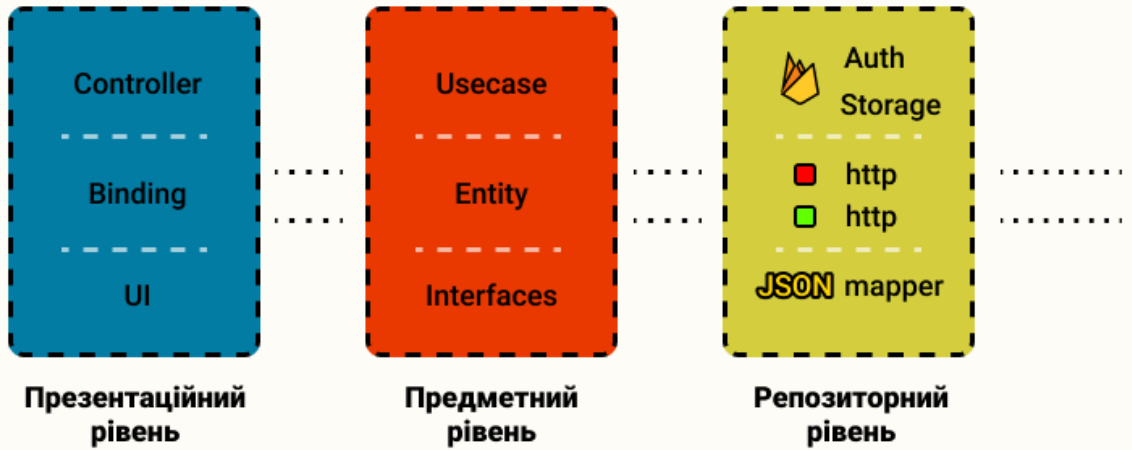 Controller
Binding
UI
Презентаційний
рівень
Usecase
Entity
Interfaces
Предметний
рівень
Auth
Storage
http
http
JSON mapper
Репозиторний
рівень